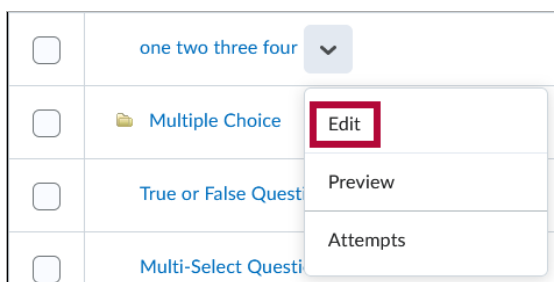 one two three four
Multiple Choice
Edit
True or False Questi
Preview
Attempts
Multi-Select Questi